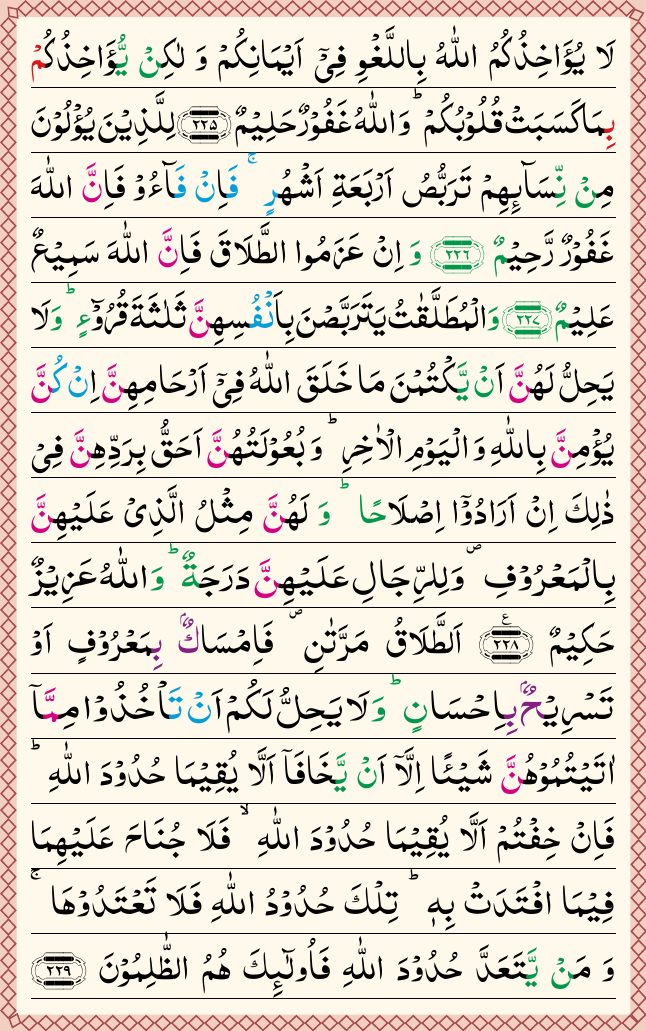 لَا يُؤَاخِذُكُمُ اللّٰهُ بِاللَّغْوِ فِىْٓ اَيْمَانِكُمْ وَ لٰكِنْ يُّؤَاخِذُكُمْ
بِمَا كَسَبَتْ قُلُوْبُكُمْ ؕ وَ اللّٰهُ غَفُوْرٌ حَلِيْمٌ ﴿۲۲۵﴾ لِلَّذِيْنَ يُؤْلُوْنَ
مِنْ نِّسَآىِٕهِمْ تَرَبُّصُ اَرْبَعَةِ اَشْهُرٍ ۚ فَاِنْ فَآءُوْ فَاِنَّ اللّٰهَ
غَفُوْرٌ رَّحِيْمٌ ﴿۲۲۶﴾ وَ اِنْ عَزَمُوا الطَّلَاقَ فَاِنَّ اللّٰهَ سَمِيْعٌ
عَلِيْمٌ ﴿۲۲۷﴾ وَ الْمُطَلَّقٰتُ يَتَرَبَّصْنَ بِاَنْفُسِهِنَّ ثَلٰثَةَ قُرُوْٓءٍ ؕ وَ لَا
يَحِلُّ لَهُنَّ اَنْ يَّكْتُمْنَ مَا خَلَقَ اللّٰهُ فِىْٓ اَرْحَامِهِنَّ اِنْ كُنَّ
يُؤْمِنَّ بِاللّٰهِ وَ الْيَوْمِ الْاٰخِرِ ؕ وَ بُعُوْلَتُهُنَّ اَحَقُّ بِرَدِّهِنَّ فِىْ
ذٰلِكَ اِنْ اَرَادُوْٓا اِصْلَاحًا ؕ وَ لَهُنَّ مِثْلُ الَّذِىْ عَلَيْهِنَّ
بِالْمَعْرُوْفِ ۪ وَ لِلرِّجَالِ عَلَيْهِنَّ دَرَجَةٌ ؕ وَ اللّٰهُ عَزِيْزٌ
حَكِيْمٌ ﴿۲۲۸﴾ ع اَلطَّلَاقُ مَرَّتٰنِ ۪ فَاِمْسَاكٌۢ بِمَعْرُوْفٍ اَوْ
تَسْرِيْحٌۢ بِاِحْسَانٍ ؕ وَ لَا يَحِلُّ لَكُمْ اَنْ تَاْخُذُوْا مِمَّآ
اٰتَيْتُمُوْهُنَّ شَيْـًٔا اِلَّآ اَنْ يَّخَافَآ اَلَّا يُقِيْمَا حُدُوْدَ اللّٰهِ ؕ
فَاِنْ خِفْتُمْ اَلَّا يُقِيْمَا حُدُوْدَ اللّٰهِ ۙ فَلَا جُنَاحَ عَلَيْهِمَا
فِيْمَا افْتَدَتْ بِهٖ ؕ تِلْكَ حُدُوْدُ اللّٰهِ فَلَا تَعْتَدُوْهَا ۚ
وَ مَنْ يَّتَعَدَّ حُدُوْدَ اللّٰهِ فَاُولٰٓىِٕكَ هُمُ الظّٰلِمُوْنَ ﴿۲۲۹﴾